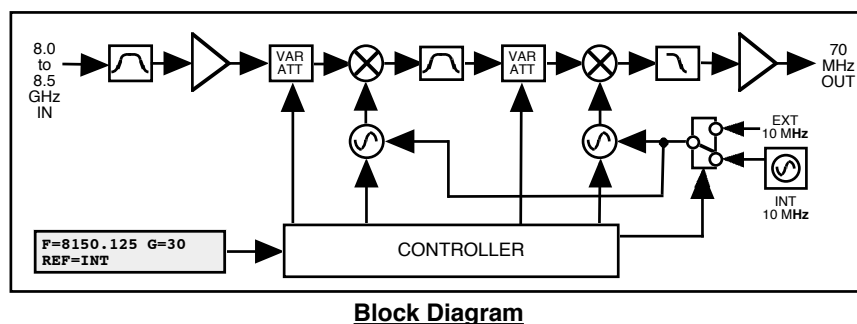 8.0
to
8.5
GHz
IN
VAR
ATT
VAR
ATT
70
MHz
OUT
EXT
10 MHz
INT
10 MHz
F=8150.125 G=30
REF=INT
CONTROLLER
Block Diagram